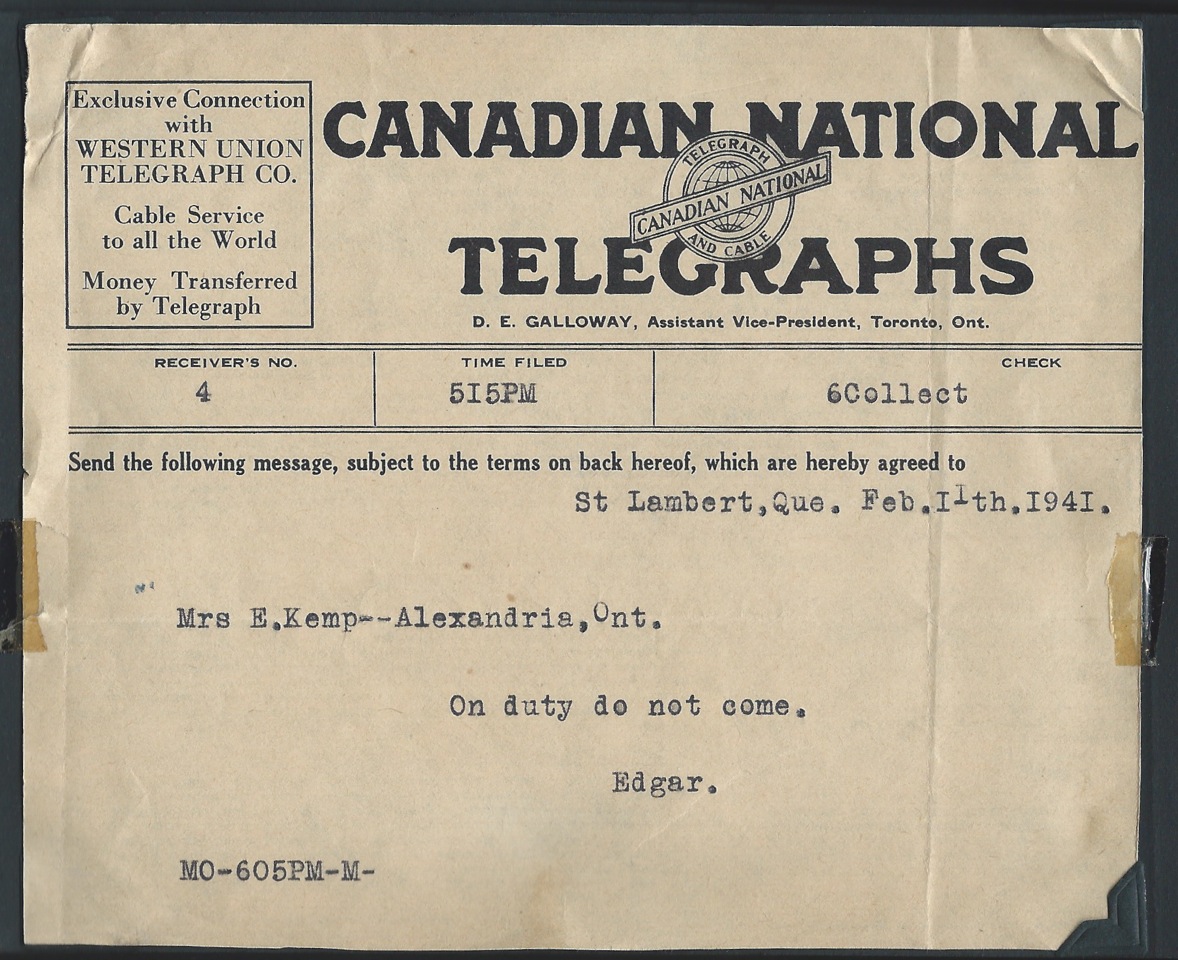 Exclusive Connection
with
WESTERN UNION
TELEGRAPH CO.
Cable Service
to all the World
Money Transferred
by Telegraph
CANADIAN NATIONAL
TELEGRAPH
CANADIAN NATIONAL
AND CABLE
TELEGRAPHS
D. E. GALLOWAY, Assistant Vice-President, Toronto, Ont.
RECEIVER'S NO. TIME FILED CHECK
4 5I5PM 6Collect
Send the following message, subject to the terms on back hereof, which are hereby agreed to
St Lambert,Que. Feb.IIth.I94I.
Mrs E.Kemp--Alexandria,Ont.
On duty do not come.
Edgar.
MO-605PM-M-